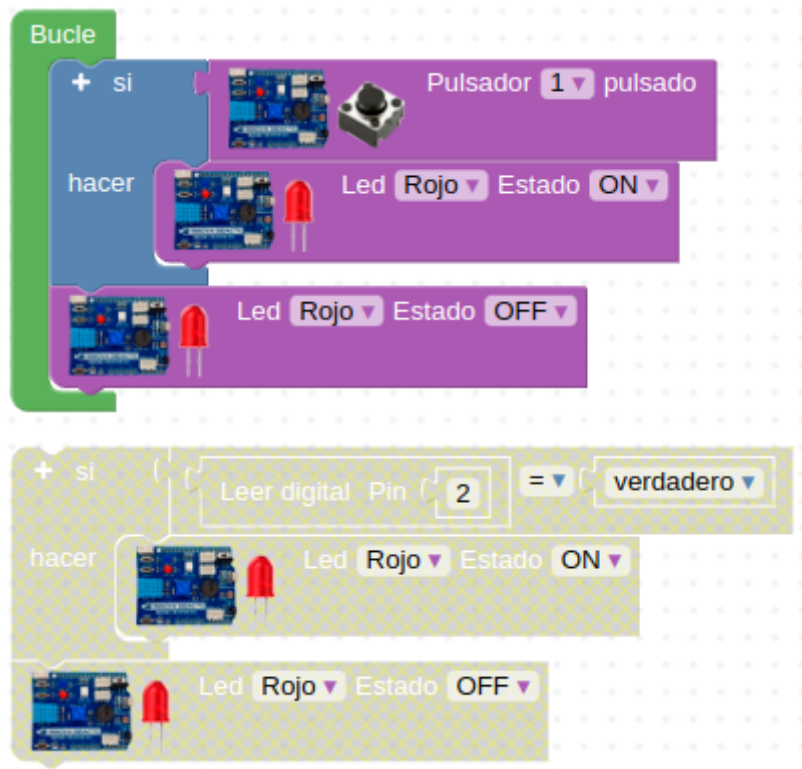 Bucle
si Pulsador 1 pulsado
hacer Led Rojo Estado ON
Led Rojo Estado OFF
si Leer digital Pin 2 = verdadero
hacer Led Rojo Estado ON
Led Rojo Estado OFF